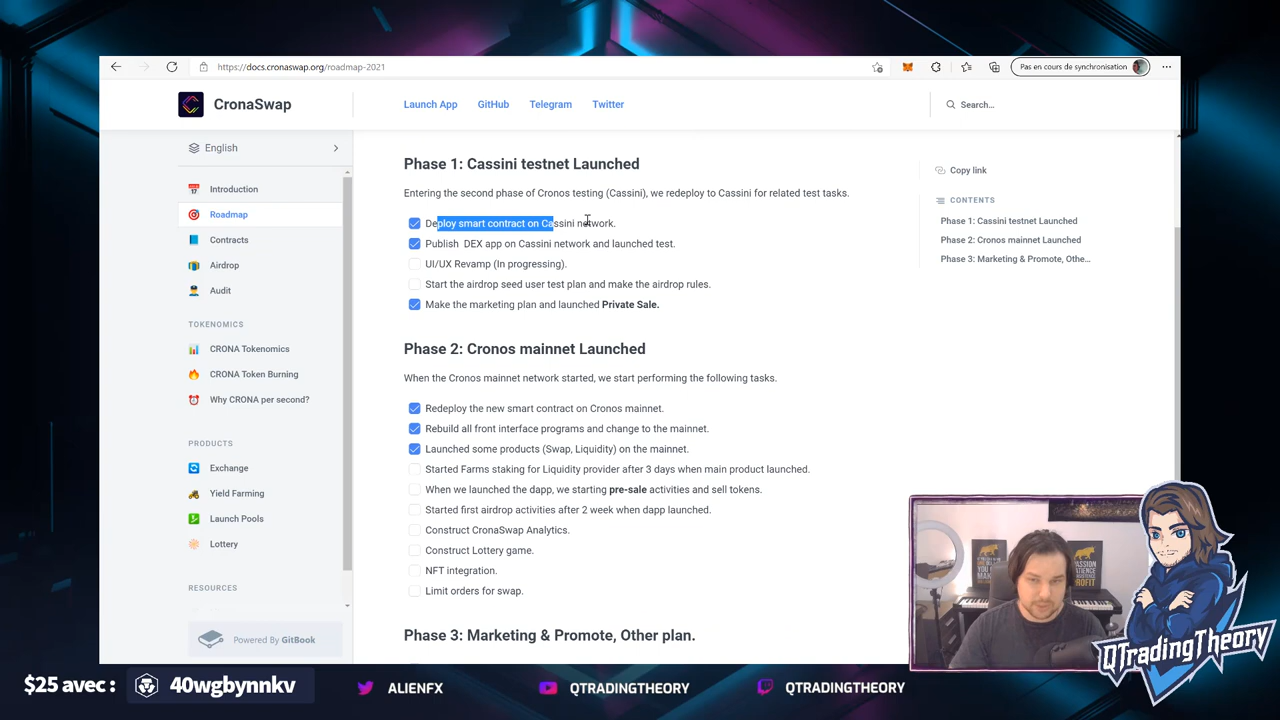 https://docs.cronaswap.org/roadmap-2021
Pas en cours de synchronisation
CronaSwap
Launch App
GitHub
Telegram
Twitter
Search...
English
Introduction
Roadmap
Contracts
Airdrop
Audit
TOKENOMICS
CRONA Tokenomics
CRONA Token Burning
Why CRONA per second?
PRODUCTS
Exchange
Yield Farming
Launch Pools
Lottery
RESOURCES
Powered By GitBook
Phase 1: Cassini testnet Launched
Entering the second phase of Cronos testing (Cassini), we redeploy to Cassini for related test tasks.
Deploy smart contract on Cassini network.
Publish DEX app on Cassini network and launched test.
UI/UX Revamp (In progressing).
Start the airdrop seed user test plan and make the airdrop rules.
Make the marketing plan and launched Private Sale.
Phase 2: Cronos mainnet Launched
When the Cronos mainnet network started, we start performing the following tasks.
Redeploy the new smart contract on Cronos mainnet.
Rebuild all front interface programs and change to the mainnet.
Launched some products (Swap, Liquidity) on the mainnet.
Started Farms staking for Liquidity provider after 3 days when main product launched.
When we launched the dapp, we starting pre-sale activities and sell tokens.
Started first airdrop activities after 2 week when dapp launched.
Construct CronaSwap Analytics.
Construct Lottery game.
NFT integration.
Limit orders for swap.
Phase 3: Marketing & Promote, Other plan.
Copy link
CONTENTS
Phase 1: Cassini testnet Launched
Phase 2: Cronos mainnet Launched
Phase 3: Marketing & Promote, Othe...
QTRADINGTHEORY
$25 avec :
40wgbynnkv
ALIENFX
QTRADINGTHEORY
QTRADINGTHEORY